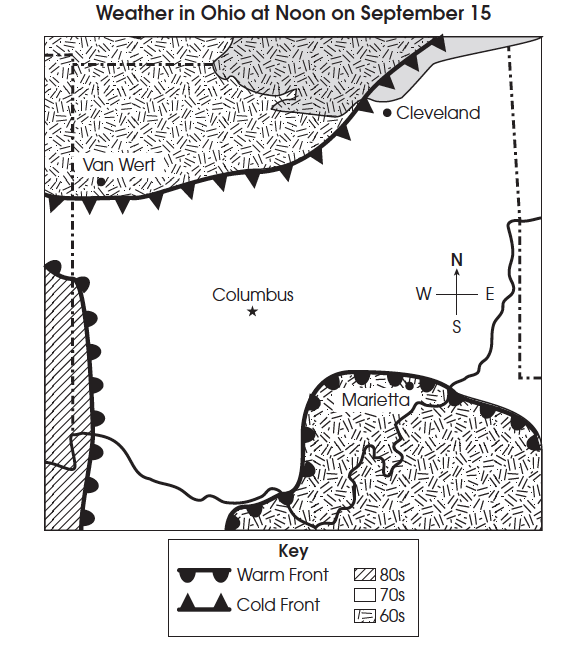 Weather in Ohio at Noon on September 15
Cleveland
Van Wert
N
W E
S
Columbus
Marietta
Key
Warm Front
Cold Front
80s
70s
60s